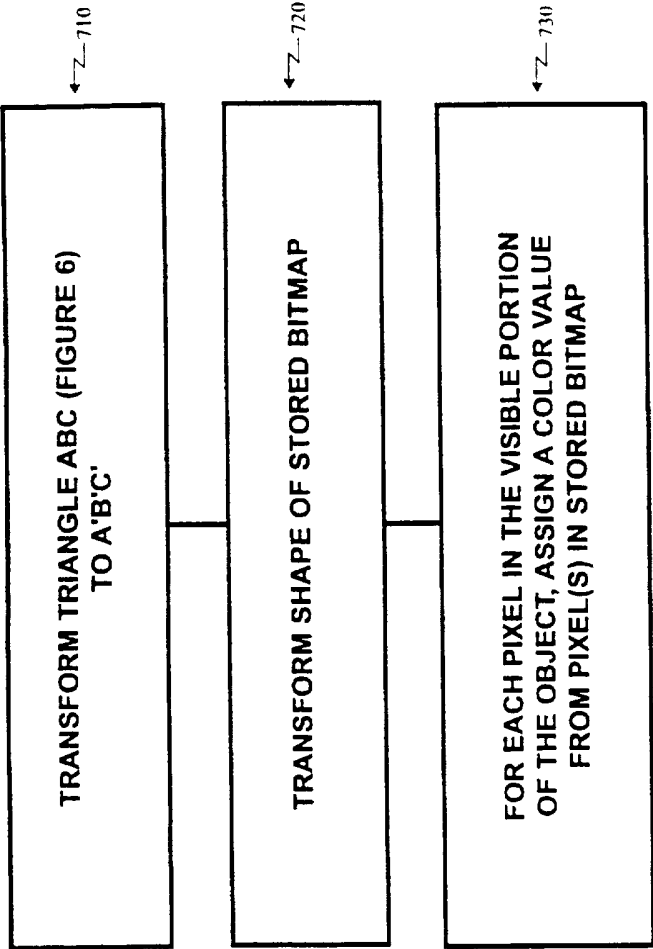 TRANSFORM TRIANGLE ABC (FIGURE 6)
TO A'B'C'
710
TRANSFORM SHAPE OF STORED BITMAP
720
FOR EACH PIXEL IN THE VISIBLE PORTION
OF THE OBJECT, ASSIGN A COLOR VALUE
FROM PIXEL(S) IN STORED BITMAP
730